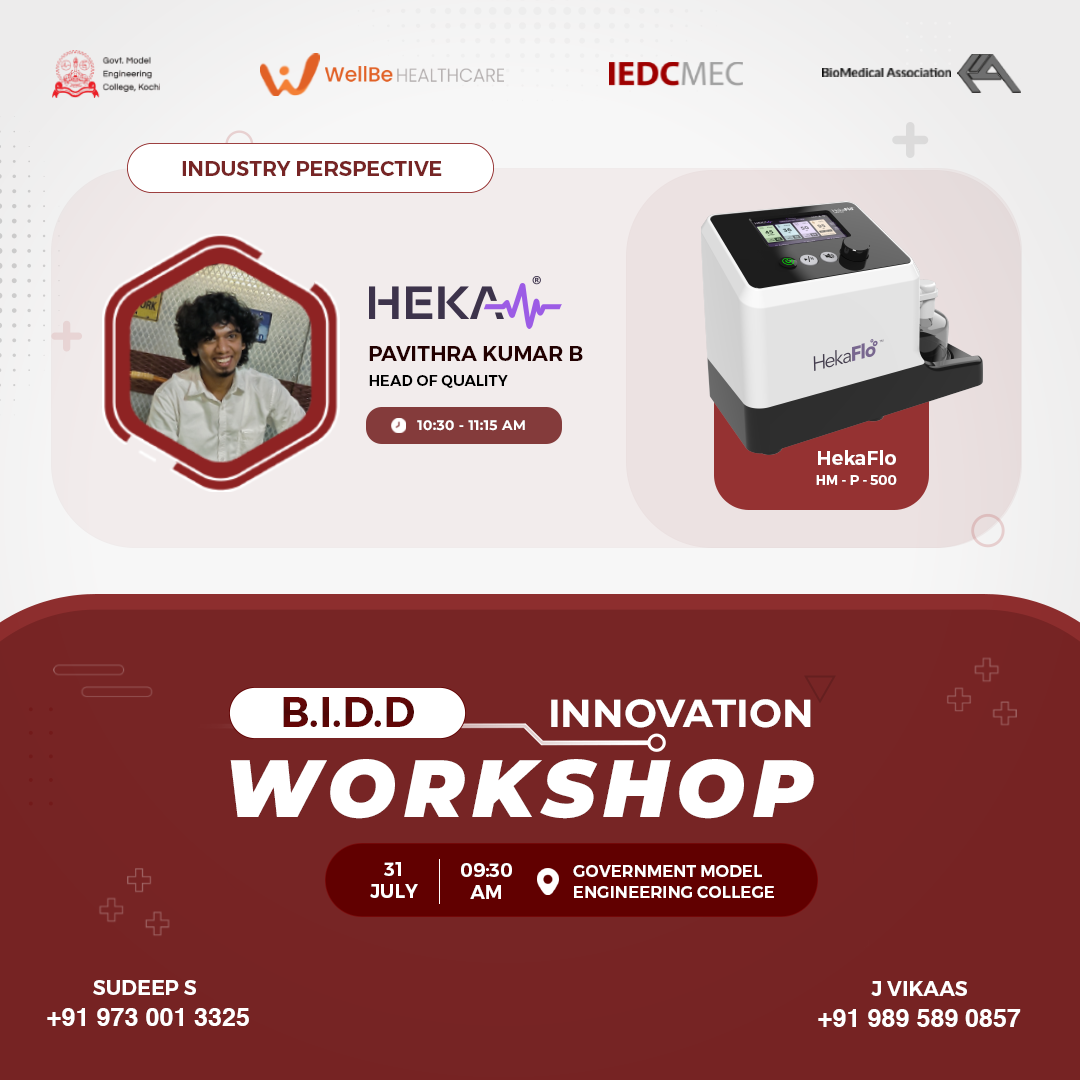 Govt. Model
Engineering
College, Kochi
WellBe HEALTHCARE
IEDCMEC
BioMedical Association
INDUSTRY PERSPECTIVE
HEKA®
PAVITHRA KUMAR B
HEAD OF QUALITY
10:30 - 11:15 AM
HekaFlo™
HekaFlo
HM - P - 500
B.I.D.D
INNOVATION
WORKSHOP
31
JULY
09:30
AM
GOVERNMENT MODEL
ENGINEERING COLLEGE
SUDEEP S
+91 973 001 3325
J VIKAAS
+91 989 589 0857